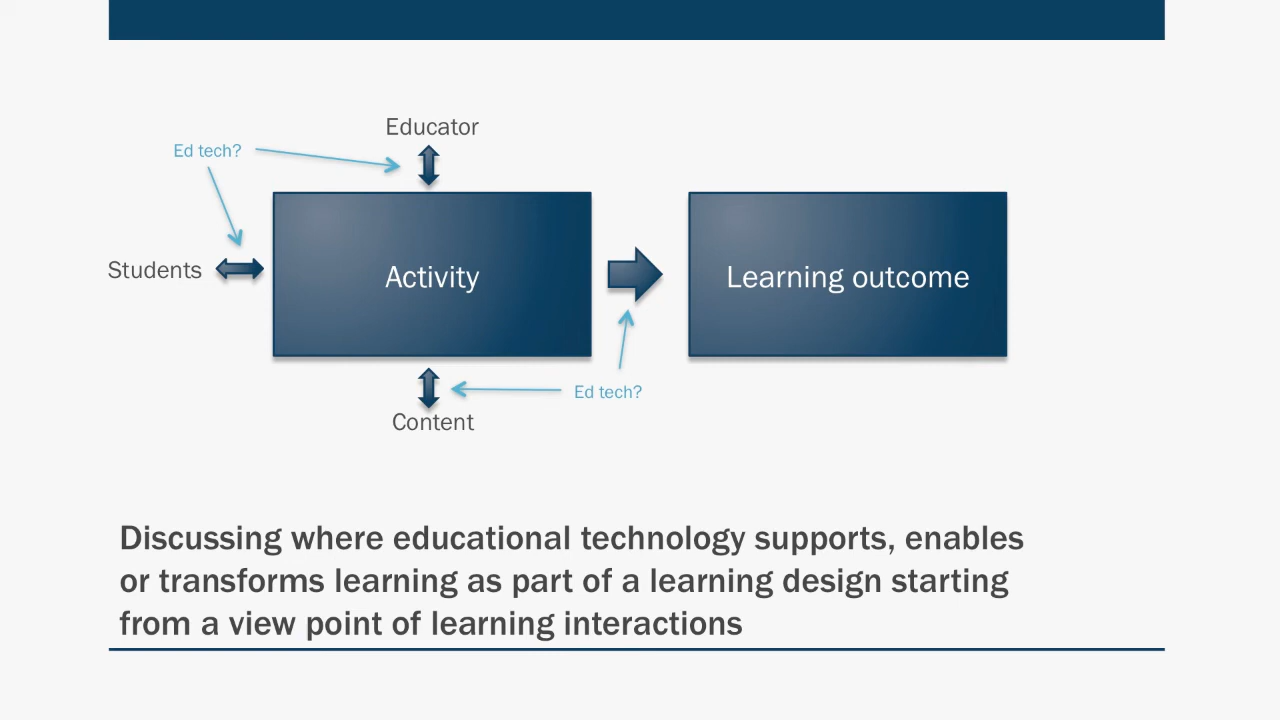 Educator
Ed tech?
Students
Activity
Learning outcome
Ed tech?
Content
Discussing where educational technology supports, enables
or transforms learning as part of a learning design starting
from a view point of learning interactions